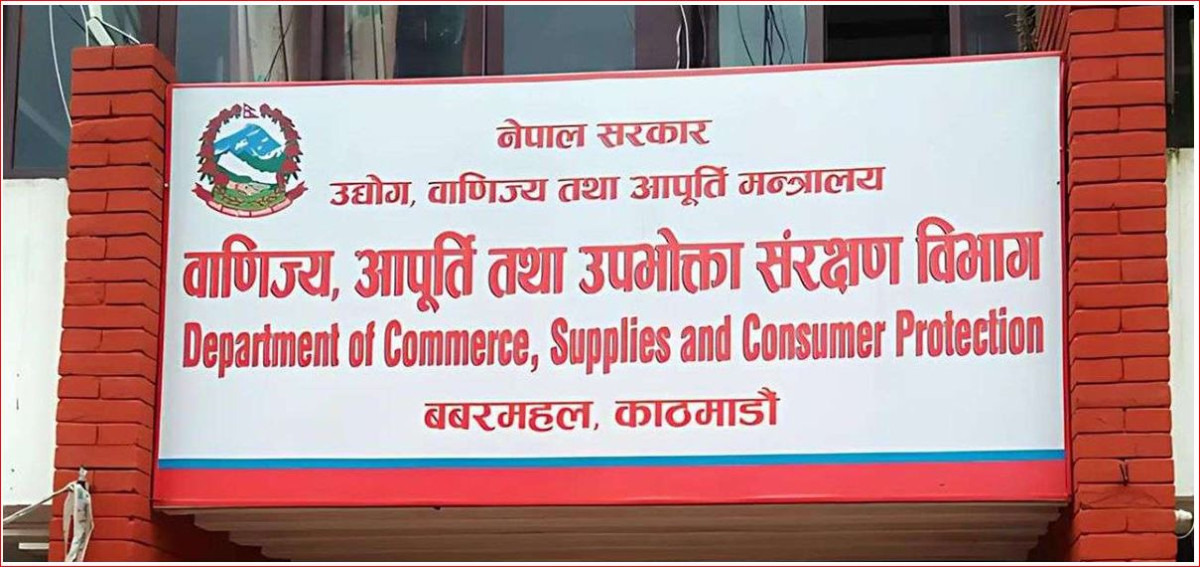 नेपाल सरकार
उद्योग, वाणिज्य तथा आपूर्ति मन्त्रालय
वाणिज्य, आपूर्ति तथा उपभोक्ता संरक्षण विभाग
Department of Commerce, Supplies and Consumer Protection
बबरमहल, काठमाडौं